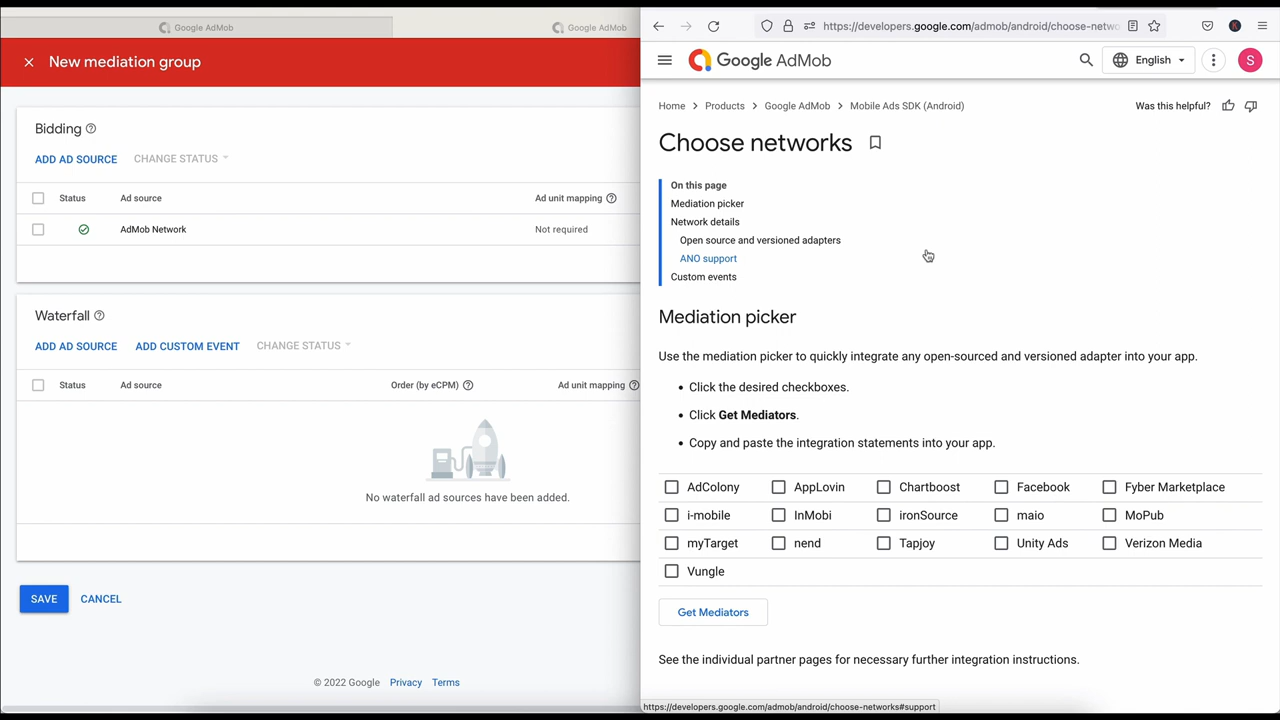 Google AdMob
Google AdMob
New mediation group
Bidding
ADD AD SOURCE CHANGE STATUS
Status Ad source Ad unit mapping
AdMob Network Not required
Waterfall
ADD AD SOURCE ADD CUSTOM EVENT CHANGE STATUS
Status Ad source Order (by eCPM) Ad unit mapping
No waterfall ad sources have been added.
SAVE CANCEL
© 2022 Google Privacy Terms
https://developers.google.com/admob/android/choose-netwo
Google AdMob
English
S
Home > Products > Google AdMob > Mobile Ads SDK (Android)
Was this helpful?
Choose networks
On this page
Mediation picker
Network details
Open source and versioned adapters
ANO support
Custom events
Mediation picker
Use the mediation picker to quickly integrate any open-sourced and versioned adapter into your app.
• Click the desired checkboxes.
• Click Get Mediators.
• Copy and paste the integration statements into your app.
AdColony AppLovin Chartboost Facebook Fyber Marketplace
i-mobile InMobi ironSource maio MoPub
myTarget nend Tapjoy Unity Ads Verizon Media
Vungle
Get Mediators
See the individual partner pages for necessary further integration instructions.
https://developers.google.com/admob/android/choose-networks#support